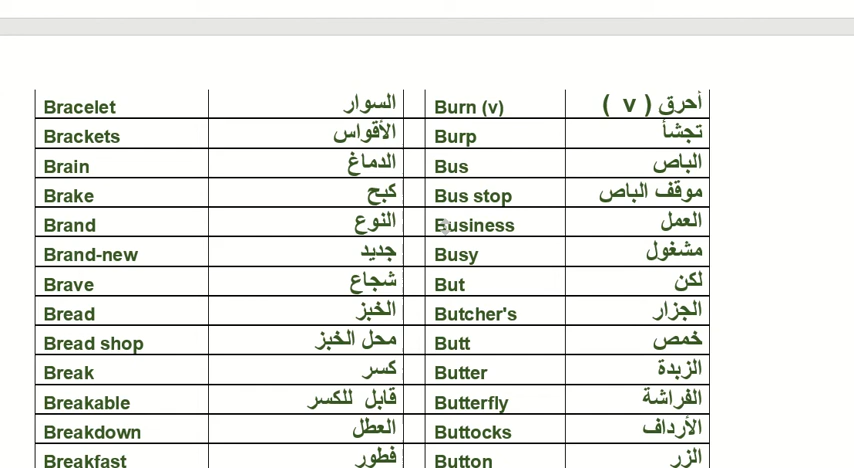 Bracelet السوار Burn (v) أحرق ( v )
Brackets الأقواس Burp تجشأ
Brain الدماغ Bus الباص
Brake كبح Bus stop موقف الباص
Brand النوع Business العمل
Brand-new جديد Busy مشغول
Brave شجاع But لكن
Bread الخبز Butcher's الجزار
Bread shop محل الخبز Butt خمص
Break كسر Butter الزبدة
Breakable قابل للكسر Butterfly الفراشة
Breakdown العطل Buttocks الأرداف
Breakfast فطور Button الزر